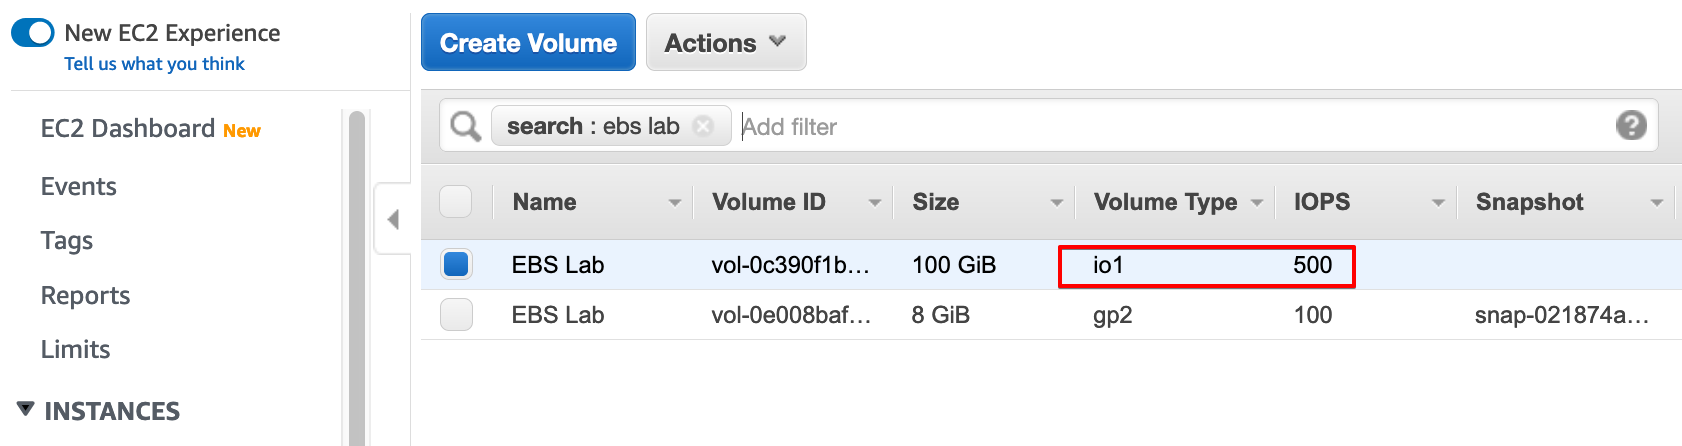 New EC2 Experience
Tell us what you think
EC2 Dashboard New
Events
Tags
Reports
Limits
INSTANCES
Create Volume Actions
search : ebs lab Add filter ?
Name Volume ID Size Volume Type IOPS Snapshot
EBS Lab vol-0c390f1b... 100 GiB io1 500
EBS Lab vol-0e008baf... 8 GiB gp2 100 snap-021874a...